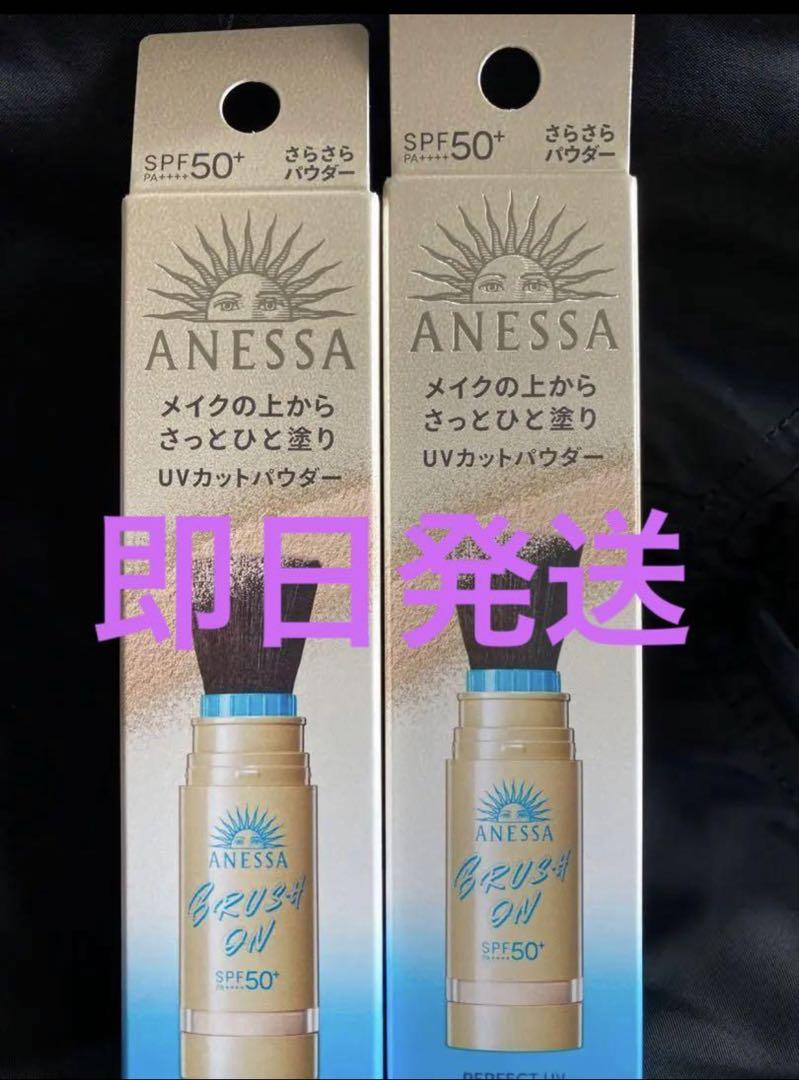 SPF50+
PA++++
さらさら
パウダー
ANESSA
メイクの上から
さっとひと塗り
UVカットパウダー
ANESSA
BRUSH
ON
SPF50+
PA++++
SPF50+
PA++++
さらさら
パウダー
ANESSA
メイクの上から
さっとひと塗り
UVカットパウダー
ANESSA
BRUSH
ON
SPF50+
PA++++
PERFECT UV
即日発送